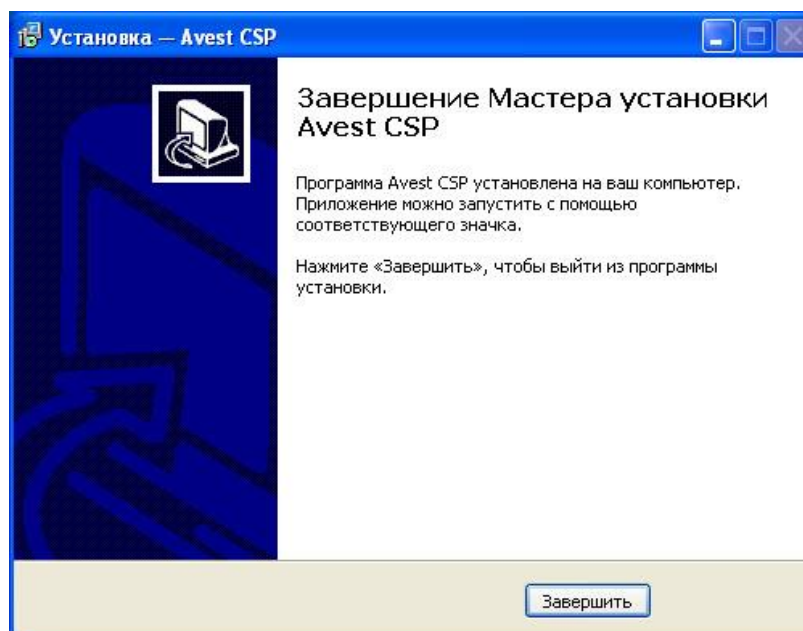 Установка — Avest CSP
Завершение Мастера установки
Avest CSP
Программа Avest CSP установлена на ваш компьютер.
Приложение можно запустить с помощью
соответствующего значка.
Нажмите «Завершить», чтобы выйти из программы
установки.
Завершить